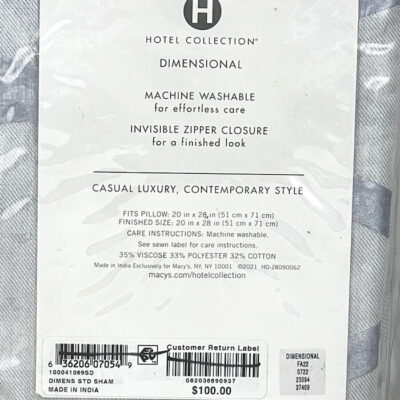 H
HOTEL COLLECTION®
DIMENSIONAL
MACHINE WASHABLE
for effortless care
INVISIBLE ZIPPER CLOSURE
for a finished look
CASUAL LUXURY, CONTEMPORARY STYLE
FITS PILLOW: 20 in x 28 in (51 cm x 71 cm)
FINISHED SIZE: 20 in x 28 in (51 cm x 71 cm)
CARE INSTRUCTIONS: Machine washable.
See sewn label for care instructions.
35% VISCOSE 33% POLYESTER 32% COTTON
Made in India Exclusively for Macy's, NY, NY 10001 ©2021 HO-Z8090062
macys.com/hotelcollection
Customer Return Label
6 36206 07054 9
100041069SD
DIMENS STD SHAM
MADE IN INDIA
082036690937
$100.00
DIMENSIONAL
FA22
0722
23094
37409